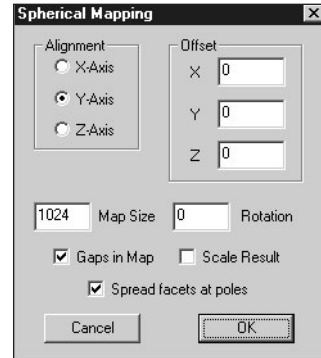 Spherical Mapping
Alignment
X-Axis
Y-Axis
Z-Axis
Offset
X 0
Y 0
Z 0
1024 Map Size 0 Rotation
Gaps in Map Scale Result
Spread facets at poles
Cancel OK